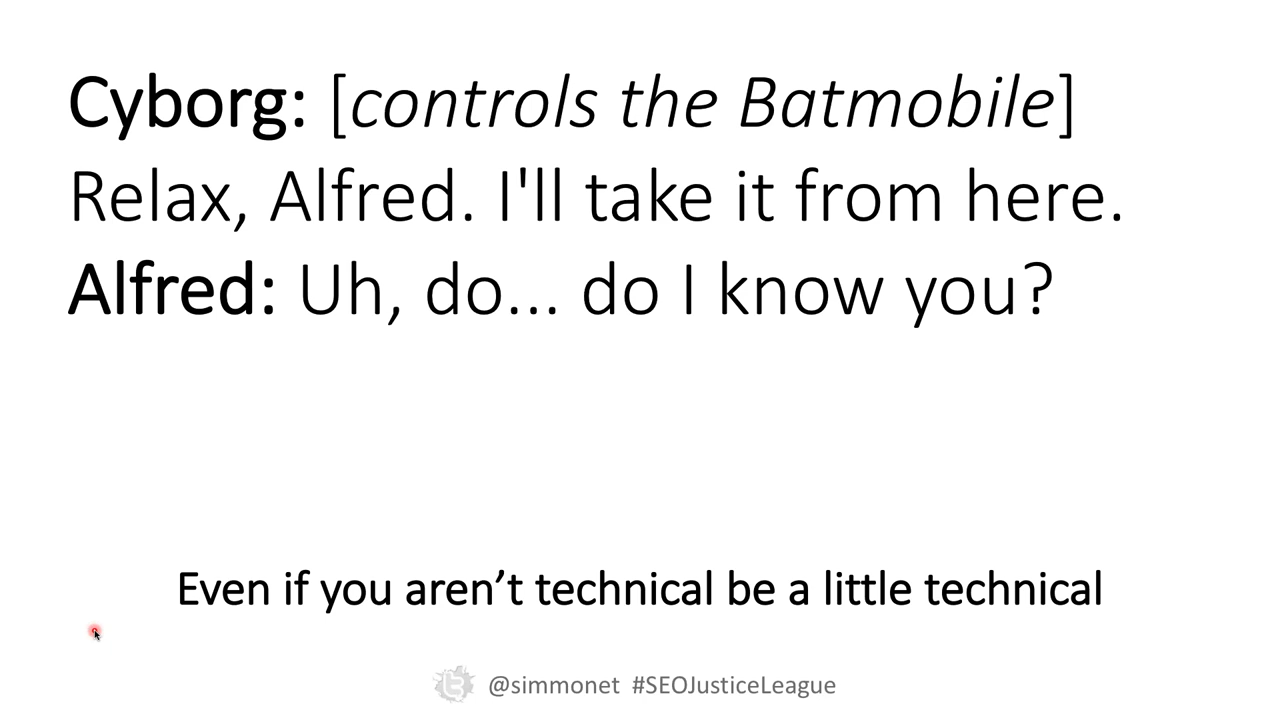 Cyborg: [controls the Batmobile]
Relax, Alfred. I'll take it from here.
Alfred: Uh, do... do I know you?
Even if you aren’t technical be a little technical
@simmonet #SEOJusticeLeague